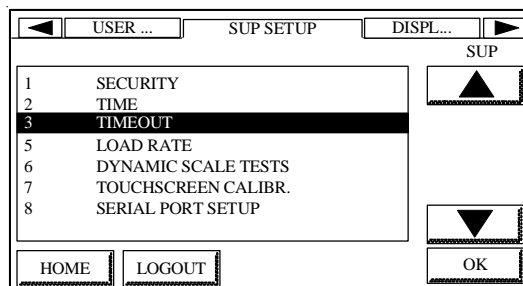 USER ... SUP SETUP DISPL...
SUP
1 SECURITY
2 TIME
3 TIMEOUT
5 LOAD RATE
6 DYNAMIC SCALE TESTS
7 TOUCHSCREEN CALIBR.
8 SERIAL PORT SETUP
HOME LOGOUT OK